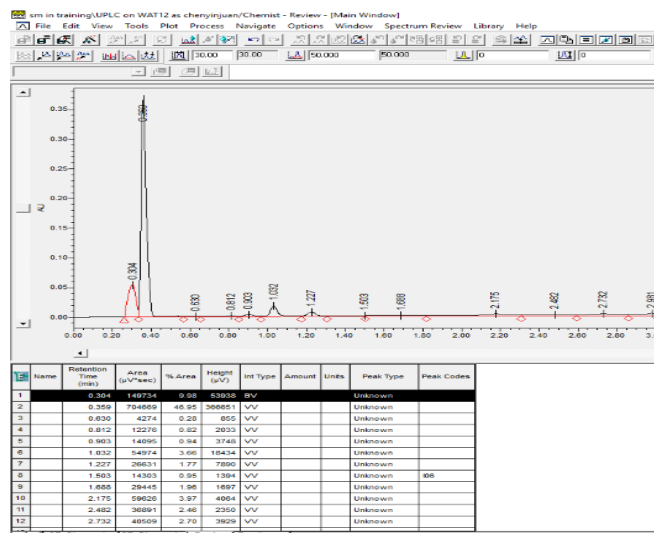 sm in training\UPLC on WAT12 as chenyinjuan/Chemist - Review - [Main Window]
File Edit View Tools Plot Process Navigate Options Window Spectrum Review Library Help
30.00 30.00 50.000 50.000 0 0
AU
0.35
0.30
0.25
0.20
0.15
0.10
0.05
0.00
0.304 0.359 0.630 0.812 0.903 1.032 1.227 1.503 1.688 2.175 2.482 2.732 2.981
0.00 0.20 0.40 0.60 0.80 1.00 1.20 1.40 1.60 1.80 2.00 2.20 2.40 2.60 2.80
Name Retention Time (min) Area (µV*sec) % Area Height (µV) Int Type Amount Units Peak Type Peak Codes
1 0.304 149734 9.98 53938 BV Unknown
2 0.359 704669 46.95 366651 VV Unknown
3 0.630 4274 0.28 655 VV Unknown
4 0.812 12276 0.82 2033 VV Unknown
5 0.903 14095 0.94 3748 VV Unknown
6 1.032 54974 3.66 18434 VV Unknown
7 1.227 26631 1.77 7890 VV Unknown
8 1.503 14303 0.95 1394 VV Unknown I06
9 1.688 29445 1.96 1697 VV Unknown
10 2.175 59626 3.97 4064 VV Unknown
11 2.482 36891 2.46 2350 VV Unknown
12 2.732 40509 2.70 3929 VV Unknown